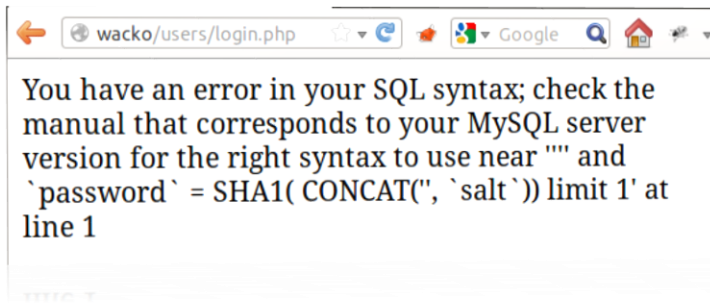 wacko/users/login.php
Google
You have an error in your SQL syntax; check the
manual that corresponds to your MySQL server
version for the right syntax to use near '''' and
`password` = SHA1( CONCAT('', `salt`)) limit 1' at
line 1